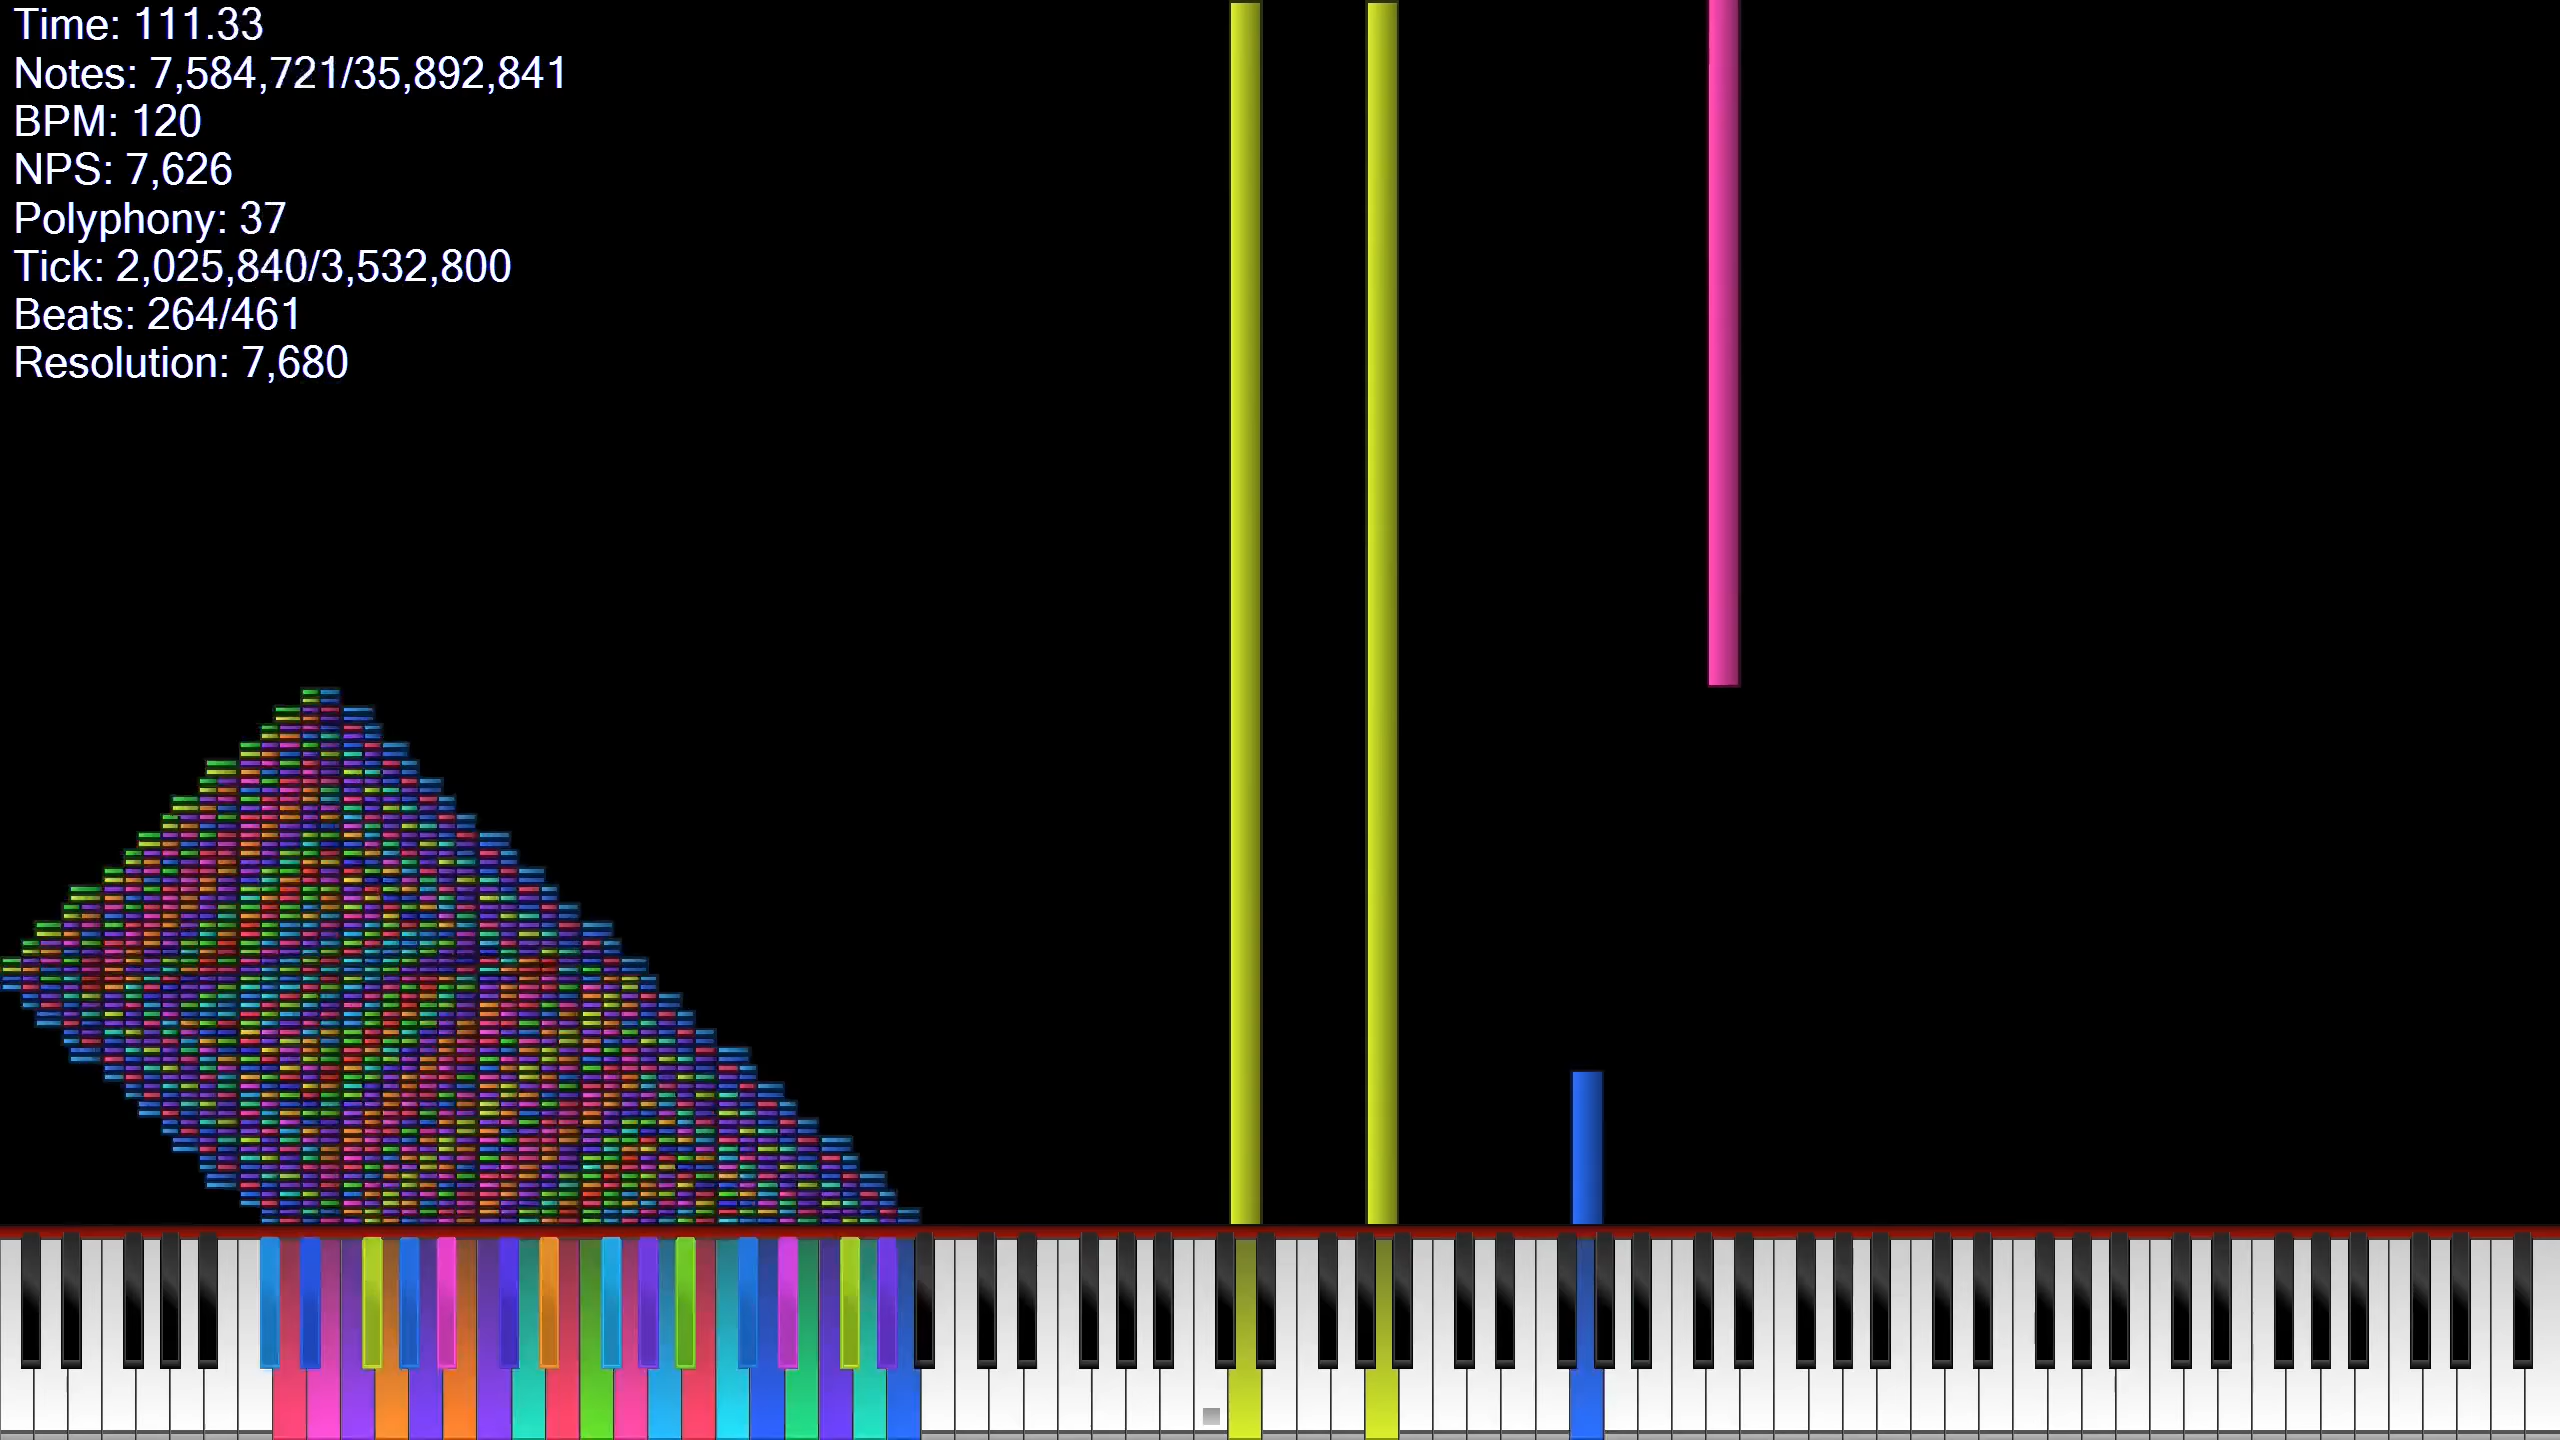 Time: 111.33
Notes: 7,584,721/35,892,841
BPM: 120
NPS: 7,626
Polyphony: 37
Tick: 2,025,840/3,532,800
Beats: 264/461
Resolution: 7,680